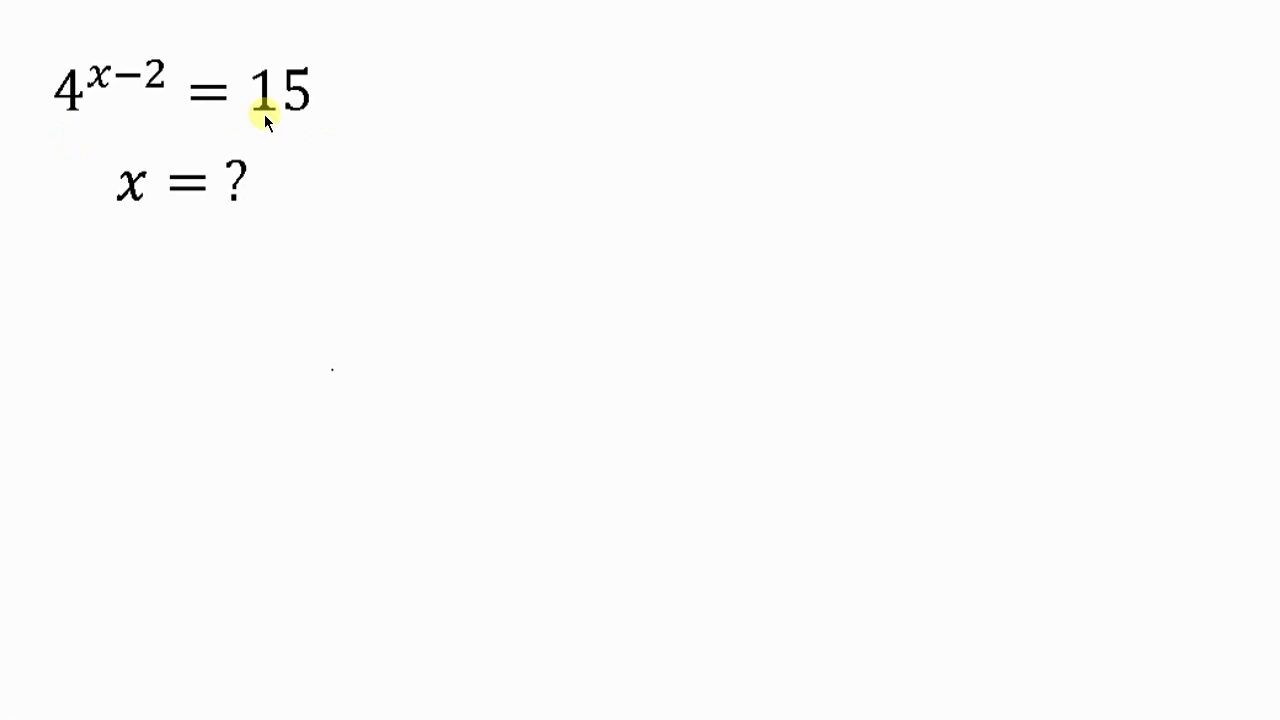 4^{x−2} = 15
x = ?